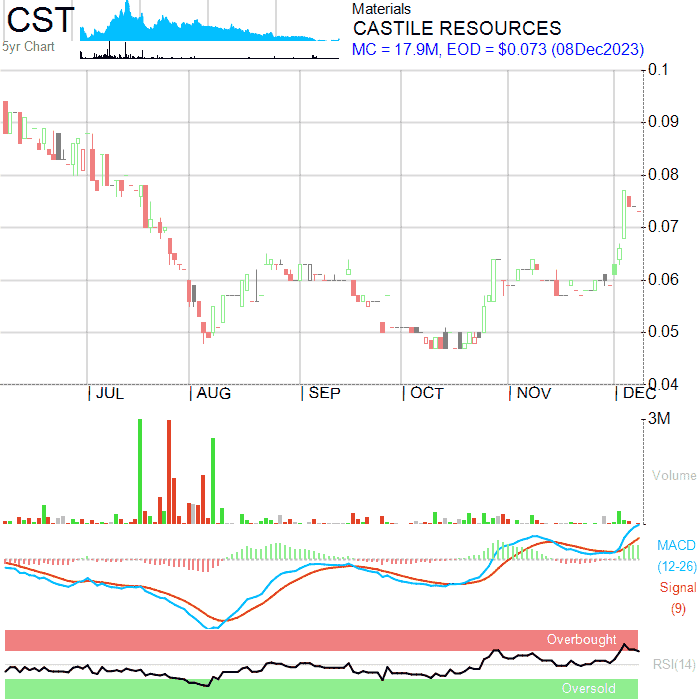 CST
5yr Chart
Materials
CASTILE RESOURCES
MC = 17.9M, EOD = $0.073 (08Dec2023)
0.1
0.09
0.08
0.07
0.06
0.05
0.04
JUL AUG SEP OCT NOV DEC
3M
Volume
MACD
(12-26)
Signal
(9)
Overbought
RSI(14)
Oversold